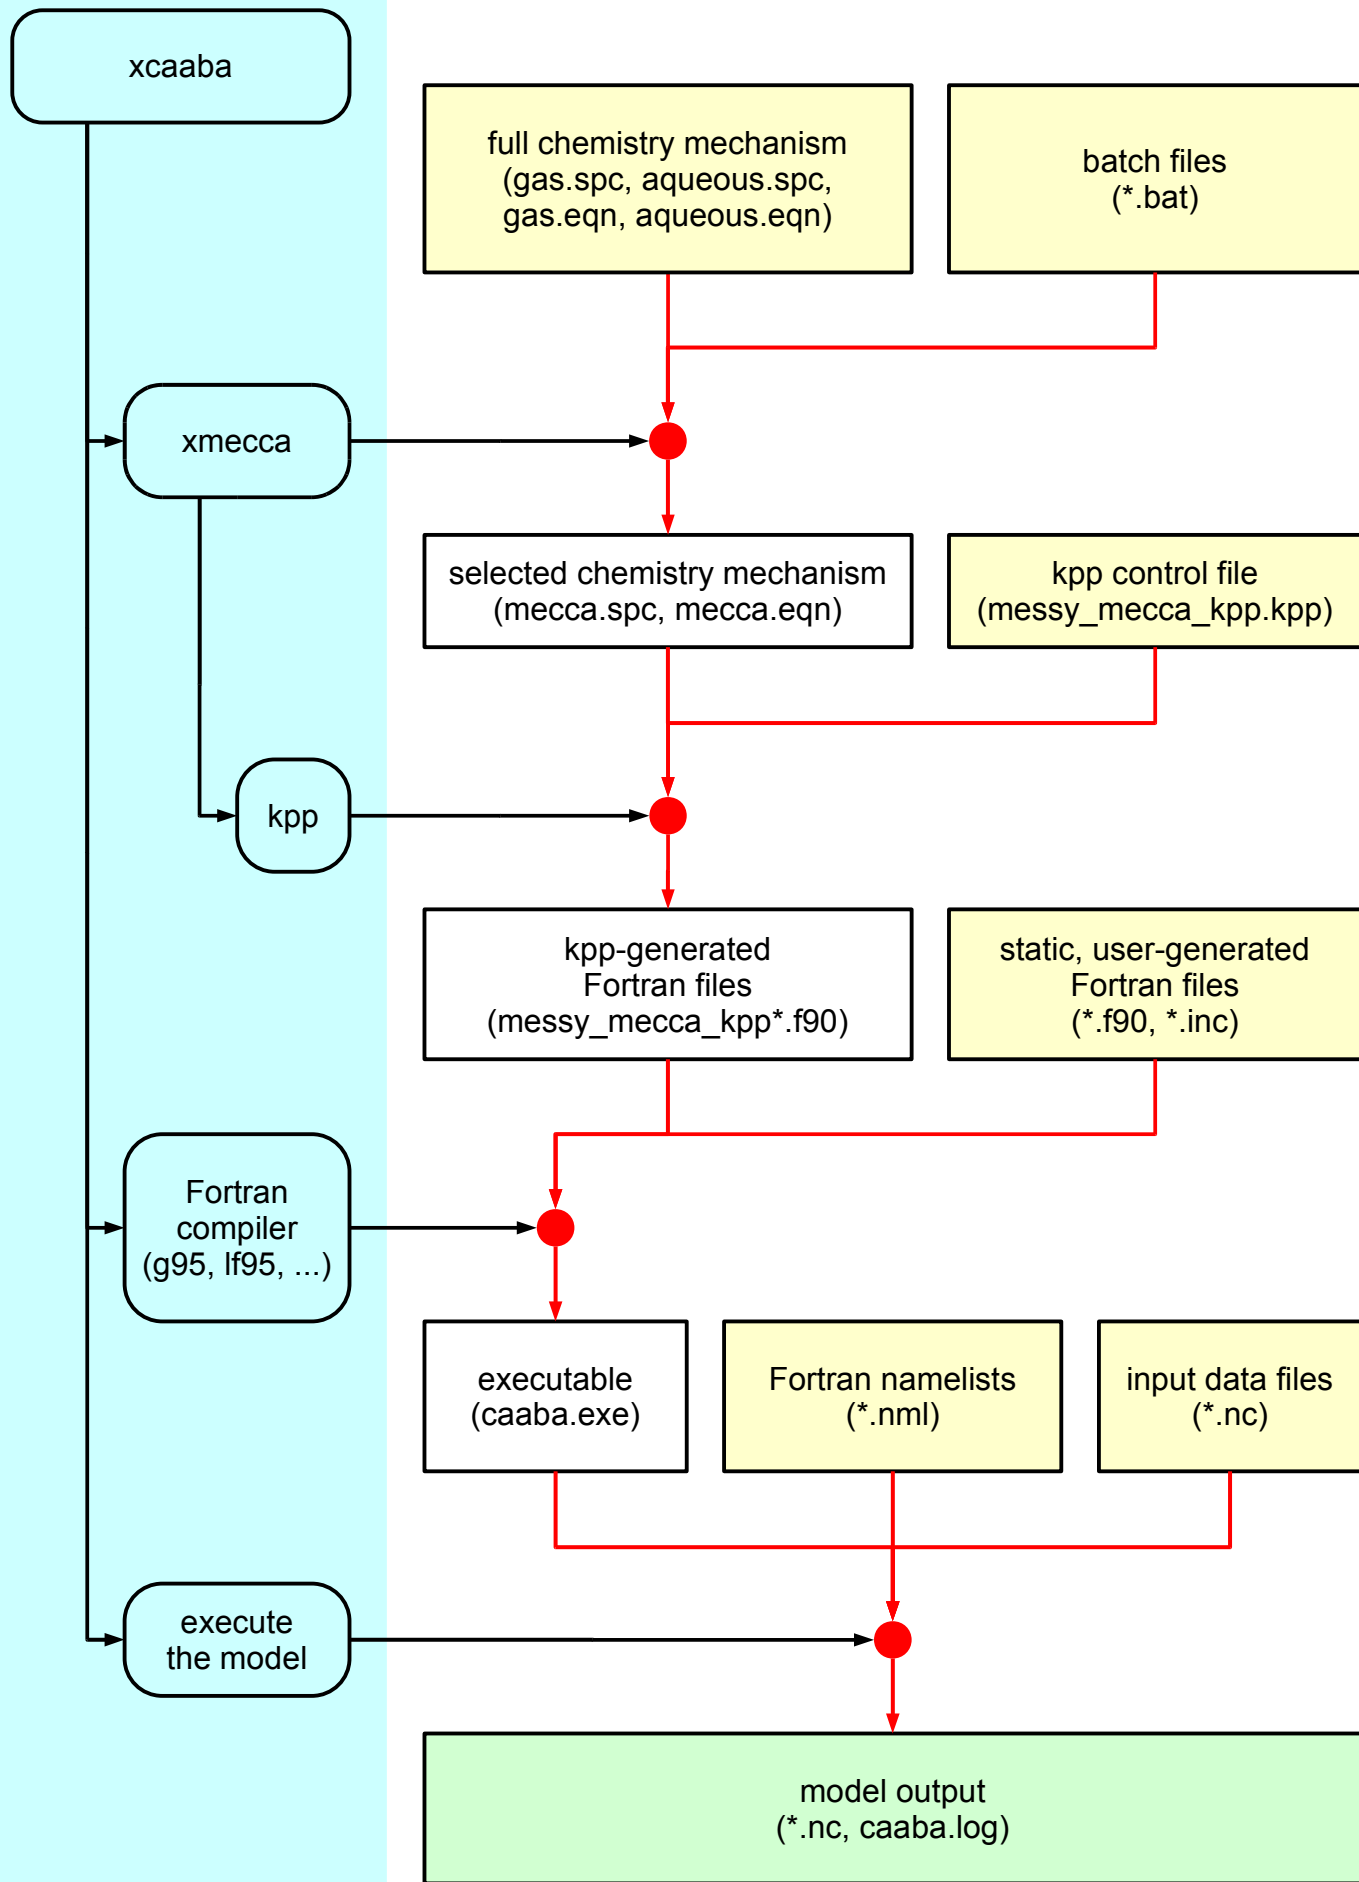 xcaaba
full chemistry mechanism
(gas.spc, aqueous.spc,
gas.eqn, aqueous.eqn)
batch files
(*.bat)
xmecca
selected chemistry mechanism
(mecca.spc, mecca.eqn)
kpp control file
(messy_mecca_kpp.kpp)
kpp
kpp-generated
Fortran files
(messy_mecca_kpp*.f90)
static, user-generated
Fortran files
(*.f90, *.inc)
Fortran
compiler
(g95, lf95, ...)
executable
(caaba.exe)
Fortran namelists
(*.nml)
input data files
(*.nc)
execute
the model
model output
(*.nc, caaba.log)